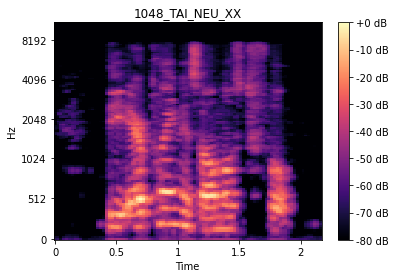 1048_TAI_NEU_XX
+0 dB
8192
-10 dB
4096
-20 dB
-30 dB
2048
Hz
-40 dB
1024
-50 dB
512
-60 dB
-70 dB
0
-80 dB
0
0.5
1
1.5
2
Time